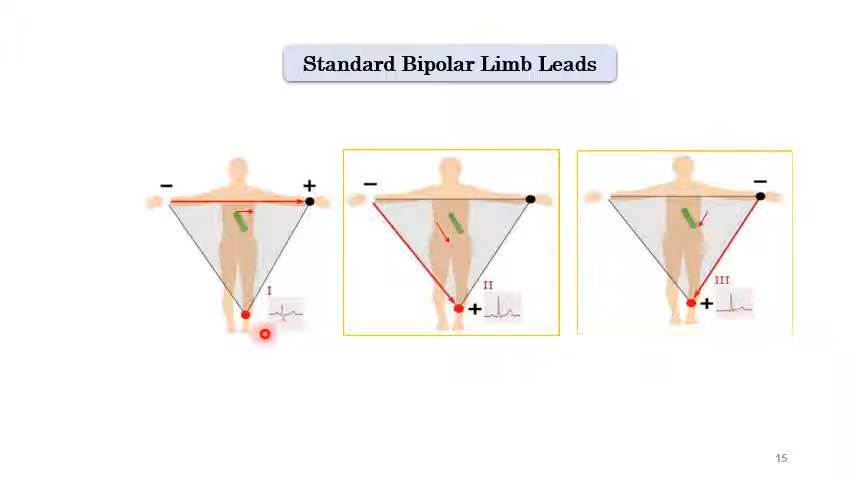 Standard Bipolar Limb Leads
− +
−
−
I
II
+
III
+
15